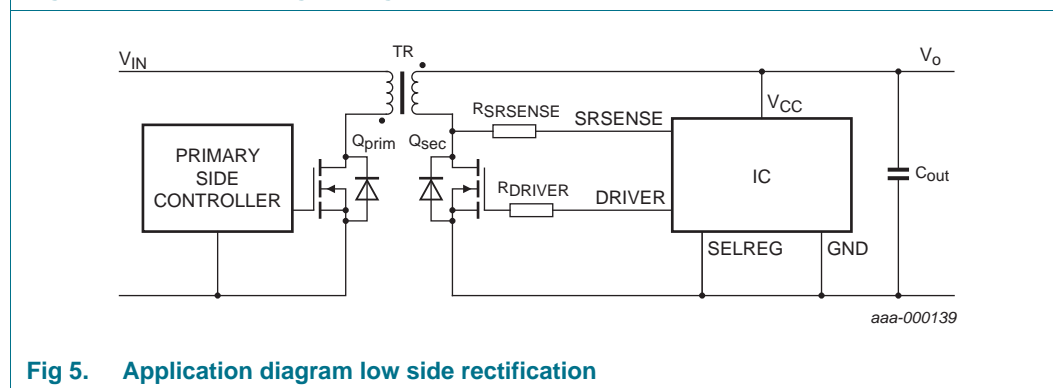 TR
V_IN
V_o
V_CC
R_SRSENSE
SRSENSE
Q_prim
Q_sec
PRIMARY
SIDE
CONTROLLER
IC
C_out
R_DRIVER
DRIVER
SELREG
GND
aaa-000139
Fig 5. Application diagram low side rectification